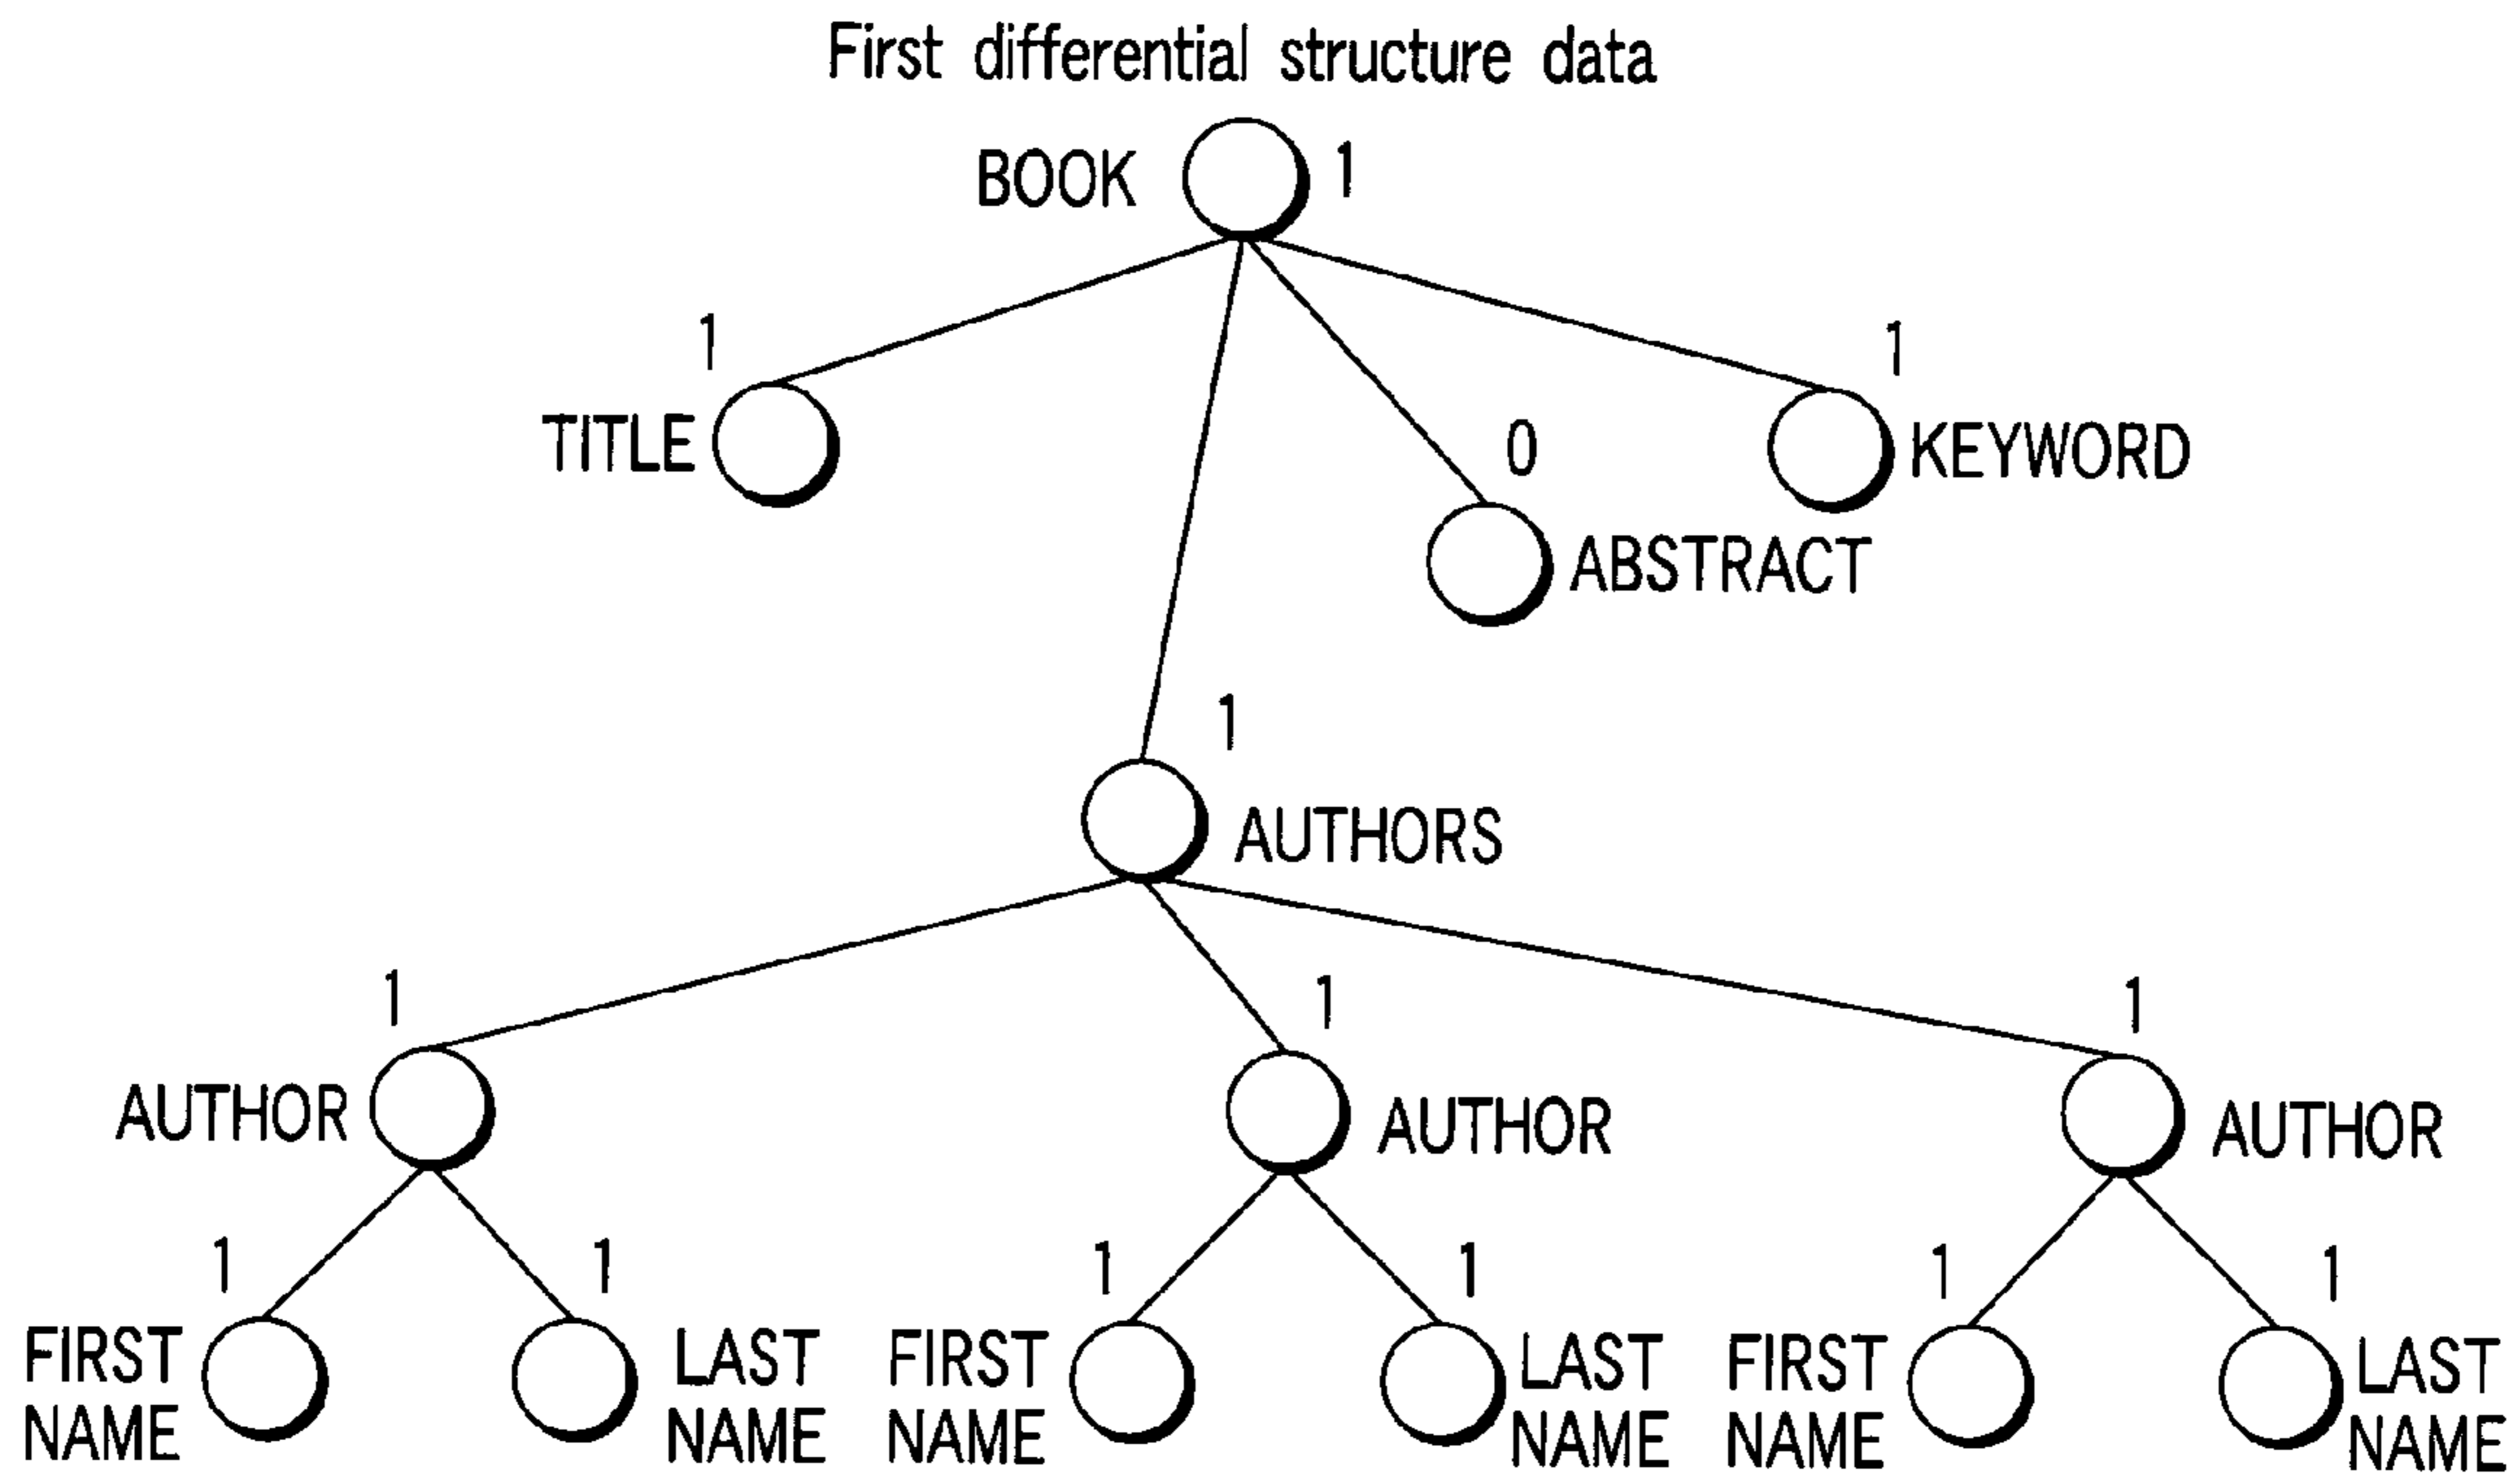 First differential structure data
BOOK 1
1 1
TITLE 0 KEYWORD
ABSTRACT
1
AUTHORS
1 1 1
AUTHOR AUTHOR AUTHOR
1 1 1 1 1 1
FIRST LAST FIRST LAST FIRST LAST
NAME NAME NAME NAME NAME NAME